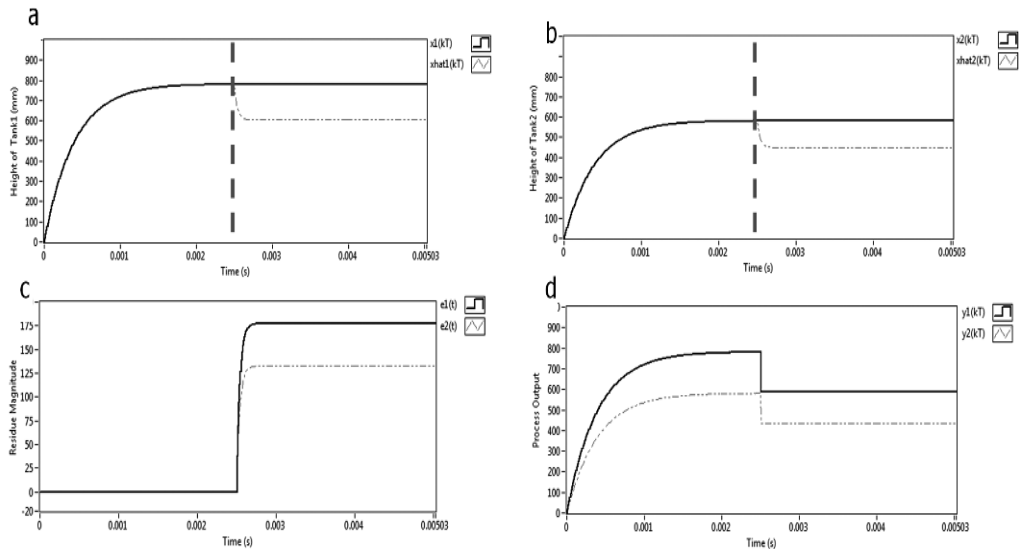 a
x1(kT)
xhat1(kT)
Height of Tank1 (mm)
900
800
700
600
500
400
300
200
100
0
0 0.001 0.002 0.003 0.004 0.00503
Time (s)
b
x2(kT)
xhat2(kT)
Height of Tank2 (mm)
900
800
700
600
500
400
300
200
100
0
0 0.001 0.002 0.003 0.004 0.00503
Time (s)
c
e1(t)
e2(t)
Residue Magnitude
175
150
125
100
75
50
25
0
-20
0 0.001 0.002 0.003 0.004 0.00503
Time (s)
d
y1(kT)
y2(kT)
Process Output
900
800
700
600
500
400
300
200
100
0
0 0.001 0.002 0.003 0.004 0.00503
Time (s)